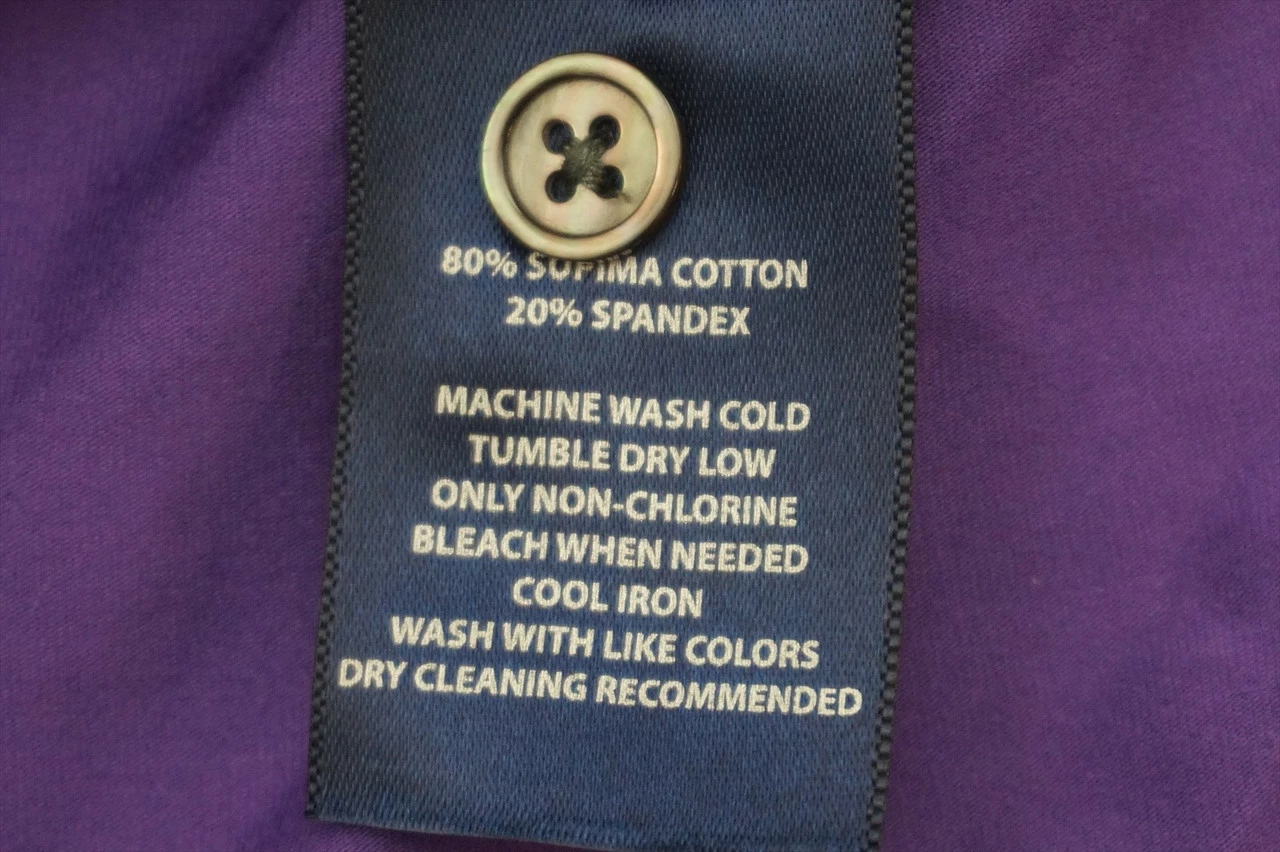 80% SUPIMA COTTON
20% SPANDEX
MACHINE WASH COLD
TUMBLE DRY LOW
ONLY NON-CHLORINE
BLEACH WHEN NEEDED
COOL IRON
WASH WITH LIKE COLORS
DRY CLEANING RECOMMENDED